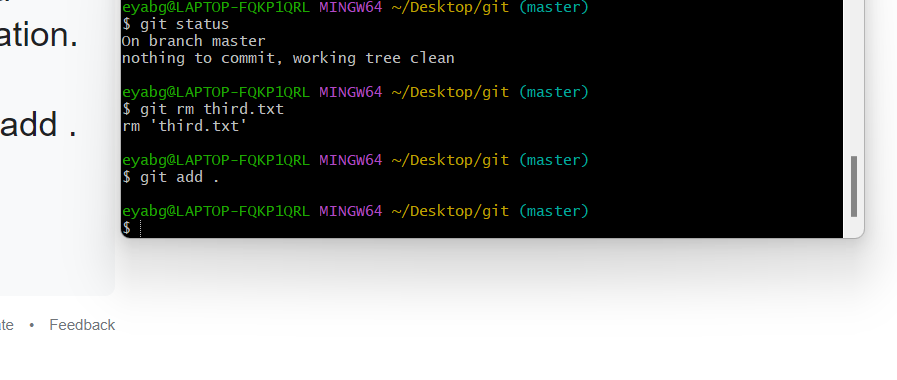 ation.
add .
eyabg@LAPTOP-FQKP1QRL MINGW64 ~/Desktop/git (master)
$ git status
On branch master
nothing to commit, working tree clean
eyabg@LAPTOP-FQKP1QRL MINGW64 ~/Desktop/git (master)
$ git rm third.txt
rm 'third.txt'
eyabg@LAPTOP-FQKP1QRL MINGW64 ~/Desktop/git (master)
$ git add .
eyabg@LAPTOP-FQKP1QRL MINGW64 ~/Desktop/git (master)
$
te • Feedback